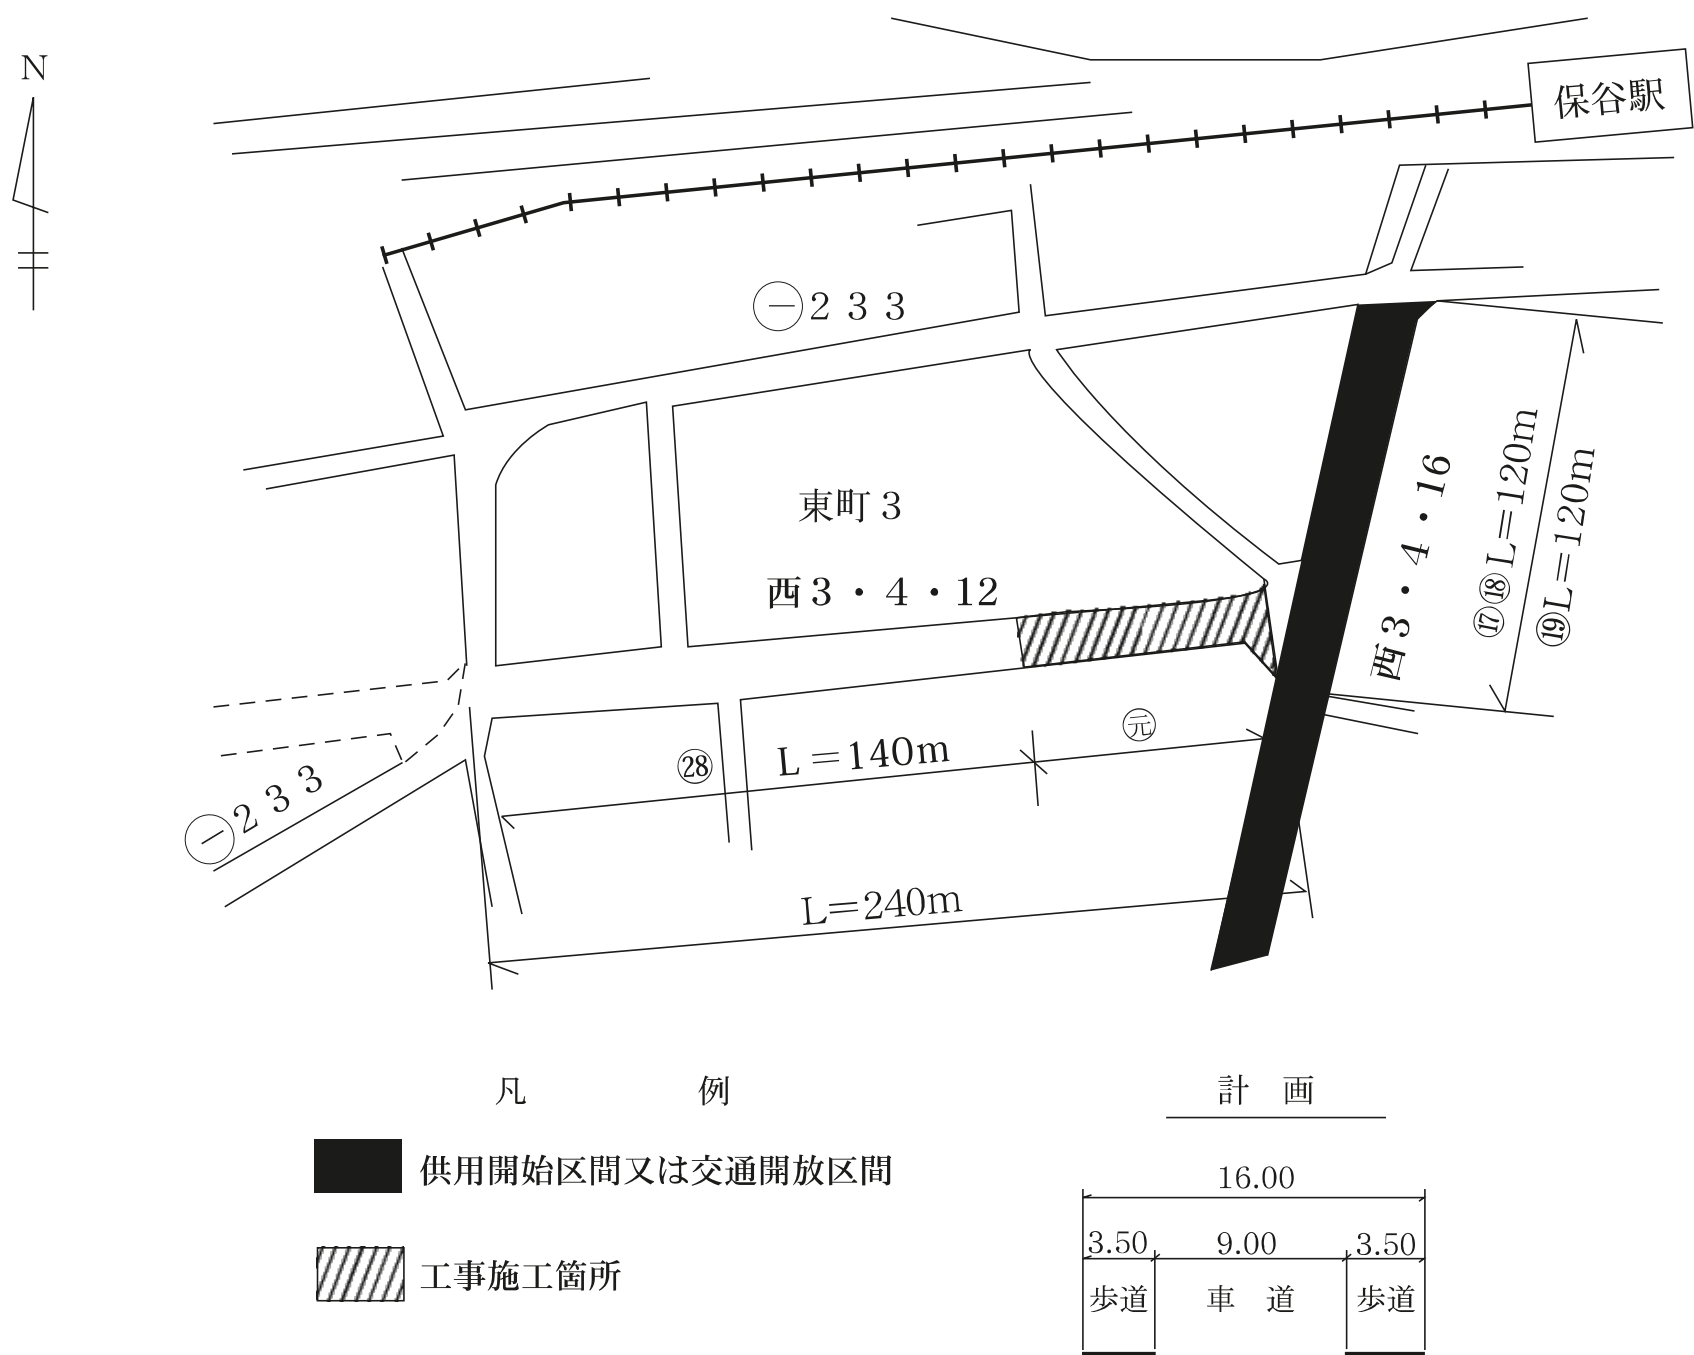 N
保谷駅
㊀233
東町3
西3・4・12
西3・4・16
⑰⑱L=120m
⑲L=120m
元
㉘ L=140m
㊀233
L=240m
凡 例
供用開始区間又は交通開放区間
工事施工箇所
計 画
16.00
3.50 9.00 3.50
歩道 車 道 歩道